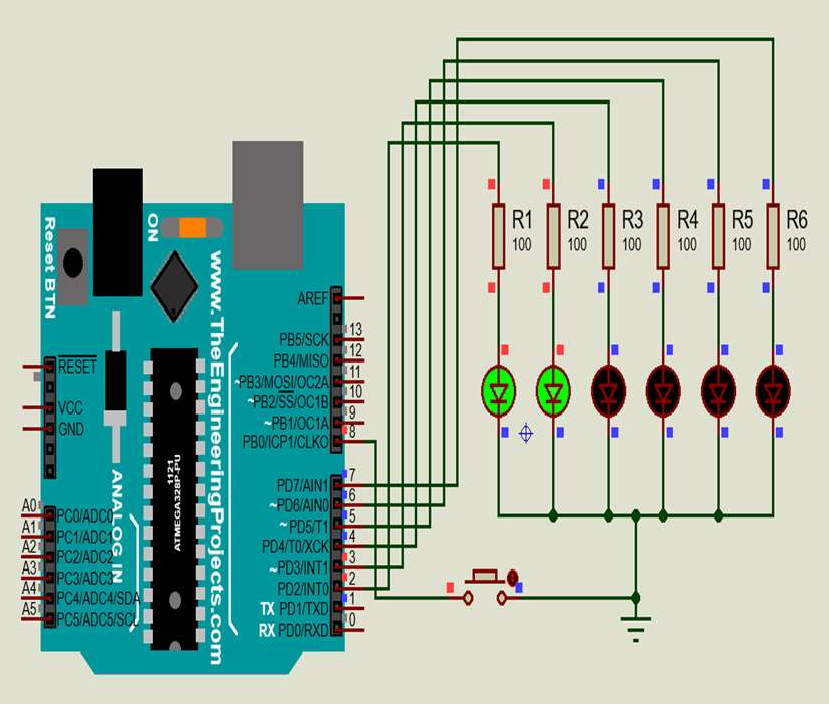 Reset BTN
ON
www.TheEngineeringProjects.com
RESET
VCC
GND
ANALOG IN
1121
ATMEGA328P-PU
A0 PC0/ADC0
A1 PC1/ADC1
A2 PC2/ADC2
A3 PC3/ADC3
A4 PC4/ADC4/SDA
A5 PC5/ADC5/SCL
AREF
PB5/SCK 13
PB4/MISO 12
~PB3/MOSI/OC2A 11
~PB2/SS/OC1B 10
~PB1/OC1A 9
PB0/ICP1/CLKO 8
PD7/AIN1 7
~PD6/AIN0 6
~PD5/T1 5
PD4/T0/XCK 4
~PD3/INT1 3
PD2/INT0 2
TX PD1/TXD 1
RX PD0/RXD 0
R1
100
R2
100
R3
100
R4
100
R5
100
R6
100